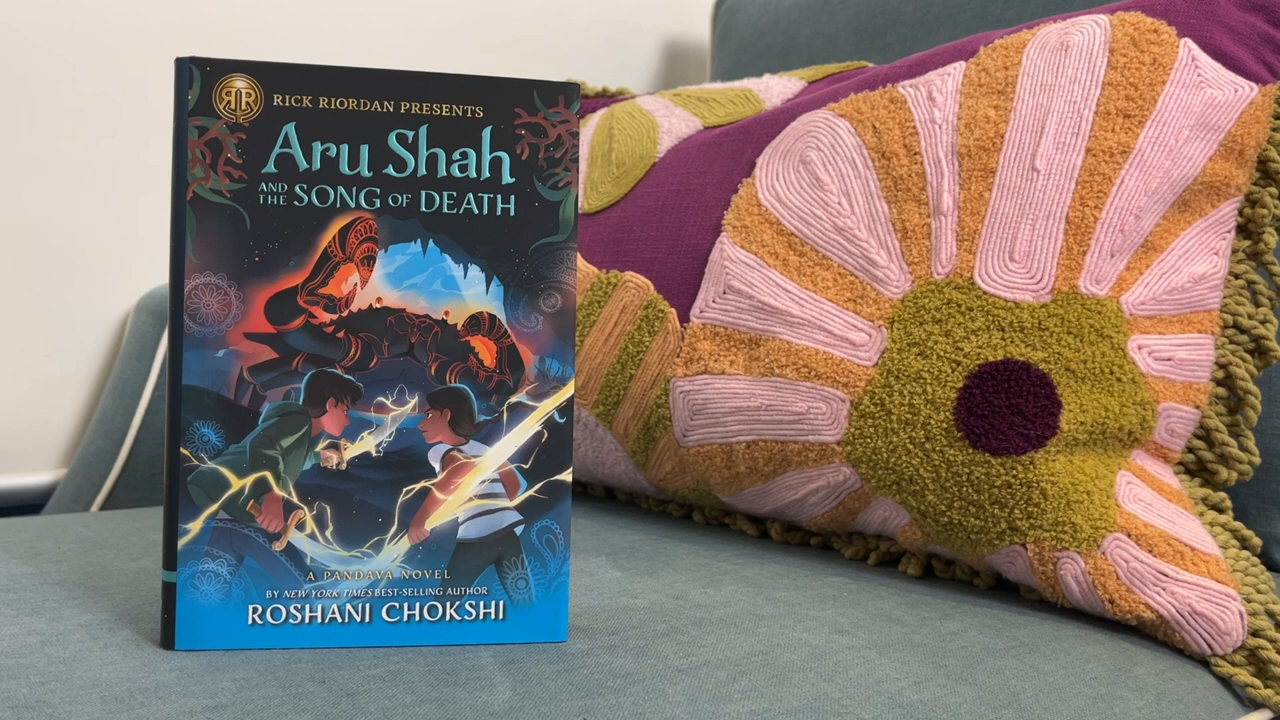 RICK RIORDAN PRESENTS
Aru Shah
AND THE SONG OF DEATH
A PANDAVA NOVEL
BY NEW YORK TIMES BEST-SELLING AUTHOR
ROSHANI CHOKSHI